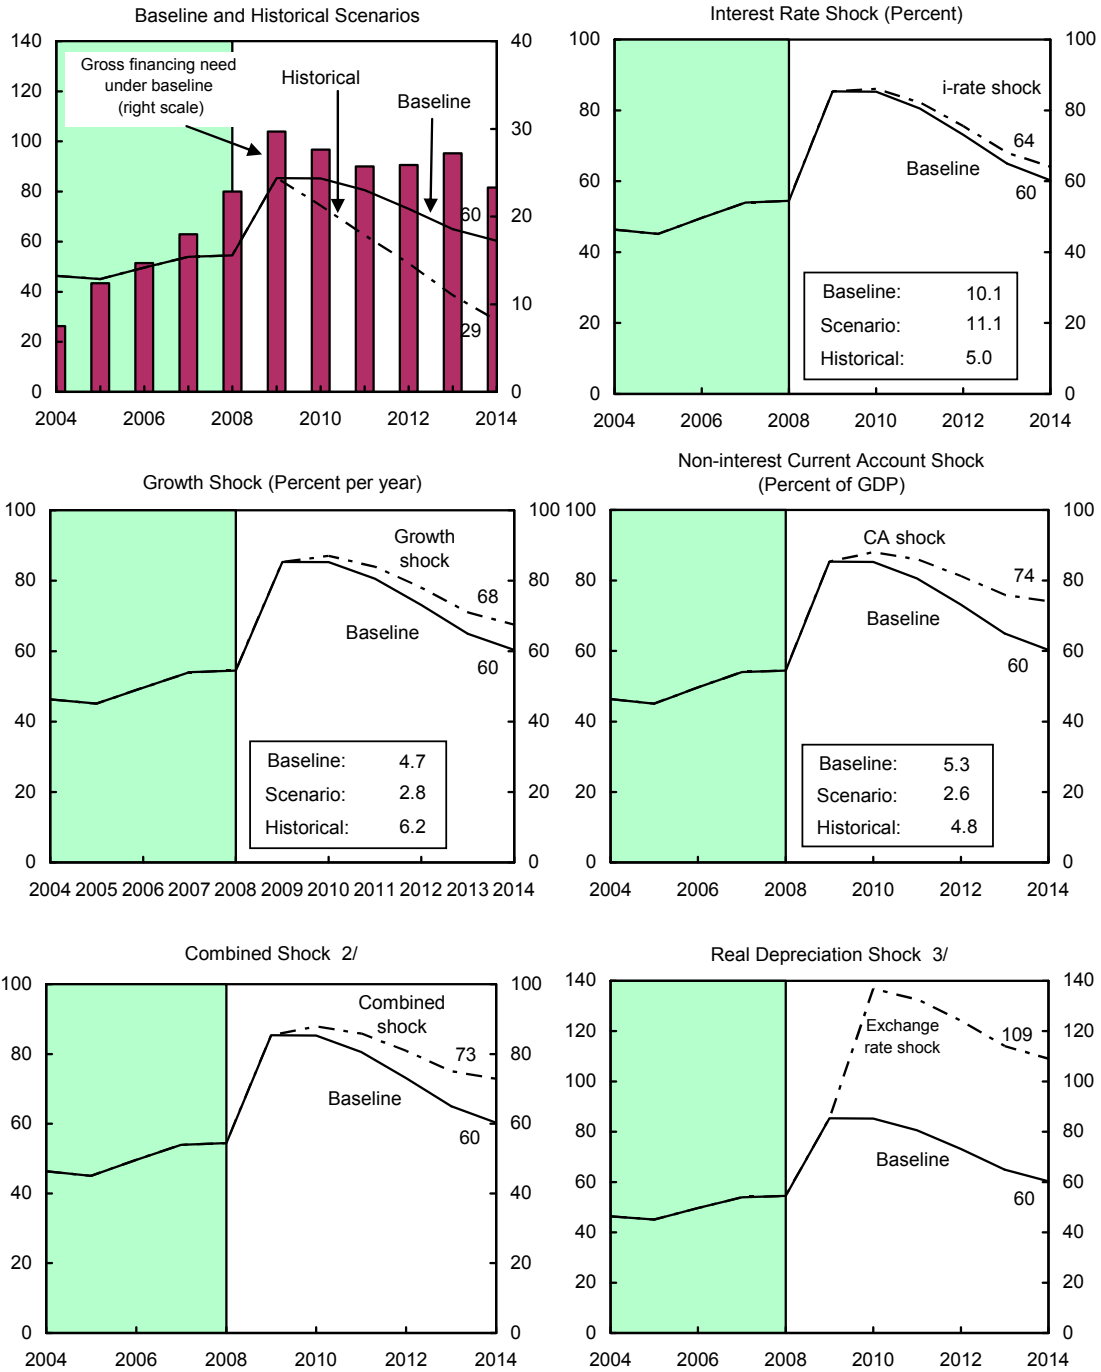 Baseline and Historical Scenarios
140
120
100
80
60
40
20
0
40
30
20
10
0
Gross financing need
under baseline
(right scale)
Historical
Baseline
60
29
2004 2006 2008 2010 2012 2014
Interest Rate Shock (Percent)
100
80
60
40
20
0
100
80
60
40
20
0
i-rate shock
64
Baseline
60
Baseline: 10.1
Scenario: 11.1
Historical: 5.0
2004 2006 2008 2010 2012 2014
Growth Shock (Percent per year)
100
80
60
40
20
0
100
80
60
40
20
0
Growth
shock
68
Baseline
60
Baseline: 4.7
Scenario: 2.8
Historical: 6.2
2004 2005 2006 2007 2008 2009 2010 2011 2012 2013 2014
Non-interest Current Account Shock
(Percent of GDP)
100
80
60
40
20
0
100
80
60
40
20
0
CA shock
74
Baseline
60
Baseline: 5.3
Scenario: 2.6
Historical: 4.8
2004 2006 2008 2010 2012 2014
Combined Shock 2/
100
80
60
40
20
0
100
80
60
40
20
0
Combined
shock
73
Baseline
60
2004 2006 2008 2010 2012 2014
Real Depreciation Shock 3/
140
120
100
80
60
40
20
0
140
120
100
80
60
40
20
0
Exchange
rate shock
109
Baseline
60
2004 2006 2008 2010 2012 2014